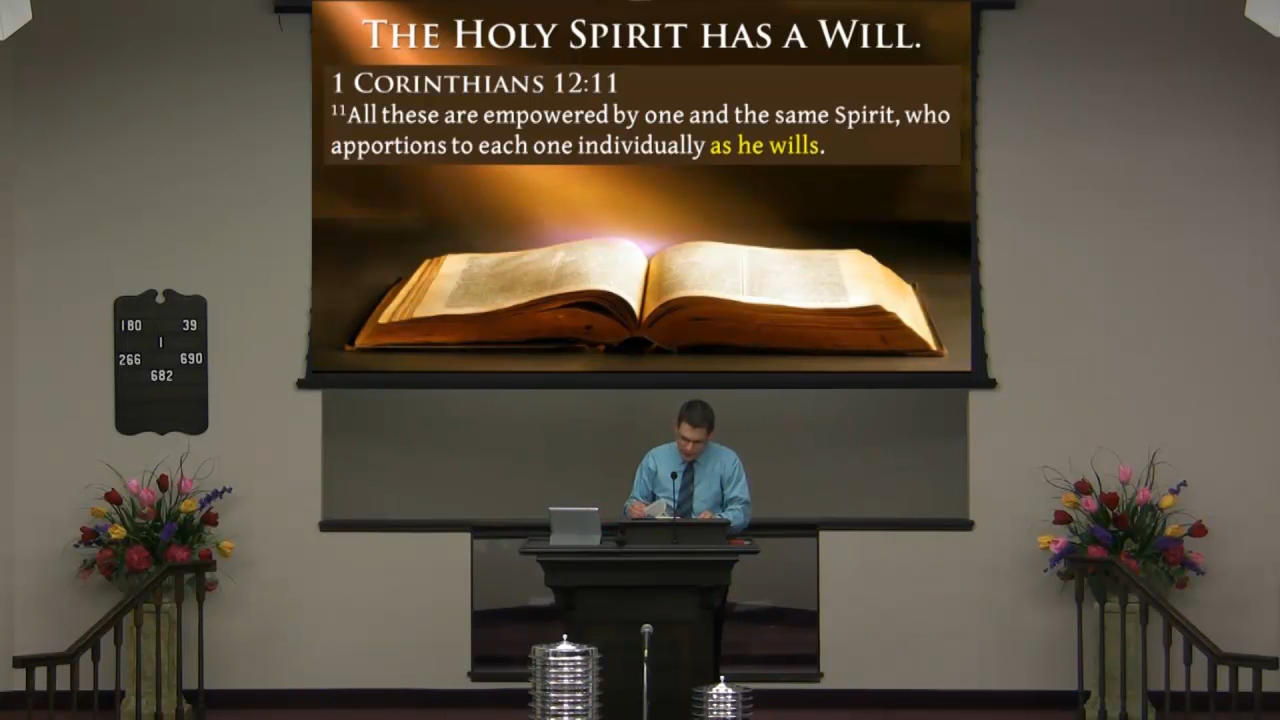 The Holy Spirit has a Will.
1 Corinthians 12:11
¹¹All these are empowered by one and the same Spirit, who
apportions to each one individually as he wills.
180 39
1
266 690
682